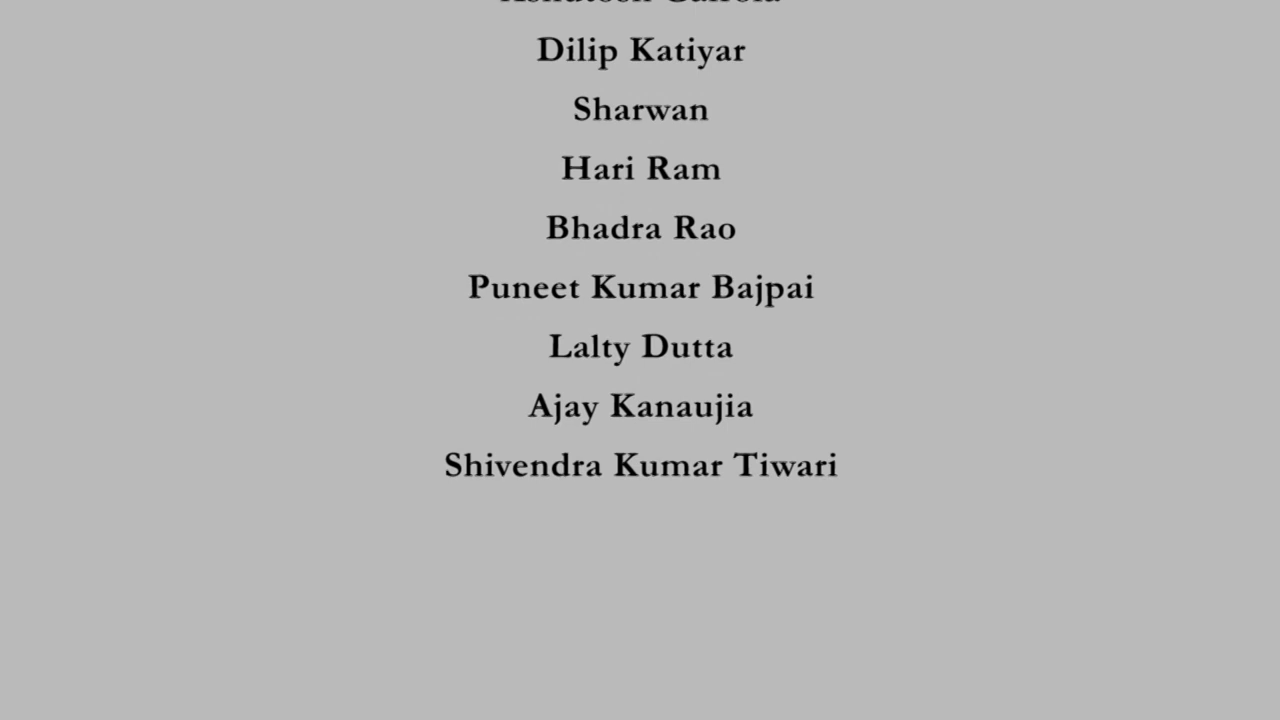 Dilip Katiyar
Sharwan
Hari Ram
Bhadra Rao
Puneet Kumar Bajpai
Lalty Dutta
Ajay Kanaujia
Shivendra Kumar Tiwari